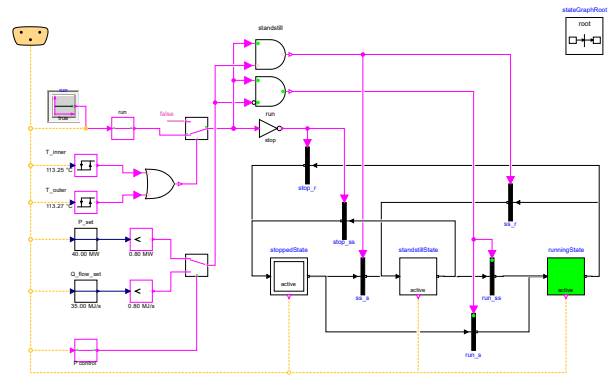 stateGraphRoot
root
standstill
run
true
run
false
run
stop
T_inner
113.25 °C
T_outer
113.27 °C
P_set
40.00 MW
0.80 MW
<
Q_flow_set
35.00 MJ/s
0.80 MJ/s
<
P control
stop_r
stop_ss
ss_r
stoppedState
active
standstillState
active
runningState
active
ss_s
run_ss
run_s